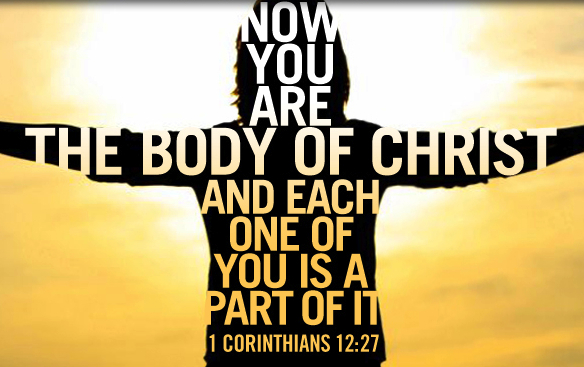 NOW
YOU
ARE
THE BODY OF CHRIST
AND EACH
ONE OF
YOU IS A
PART OF IT
1 CORINTHIANS 12:27